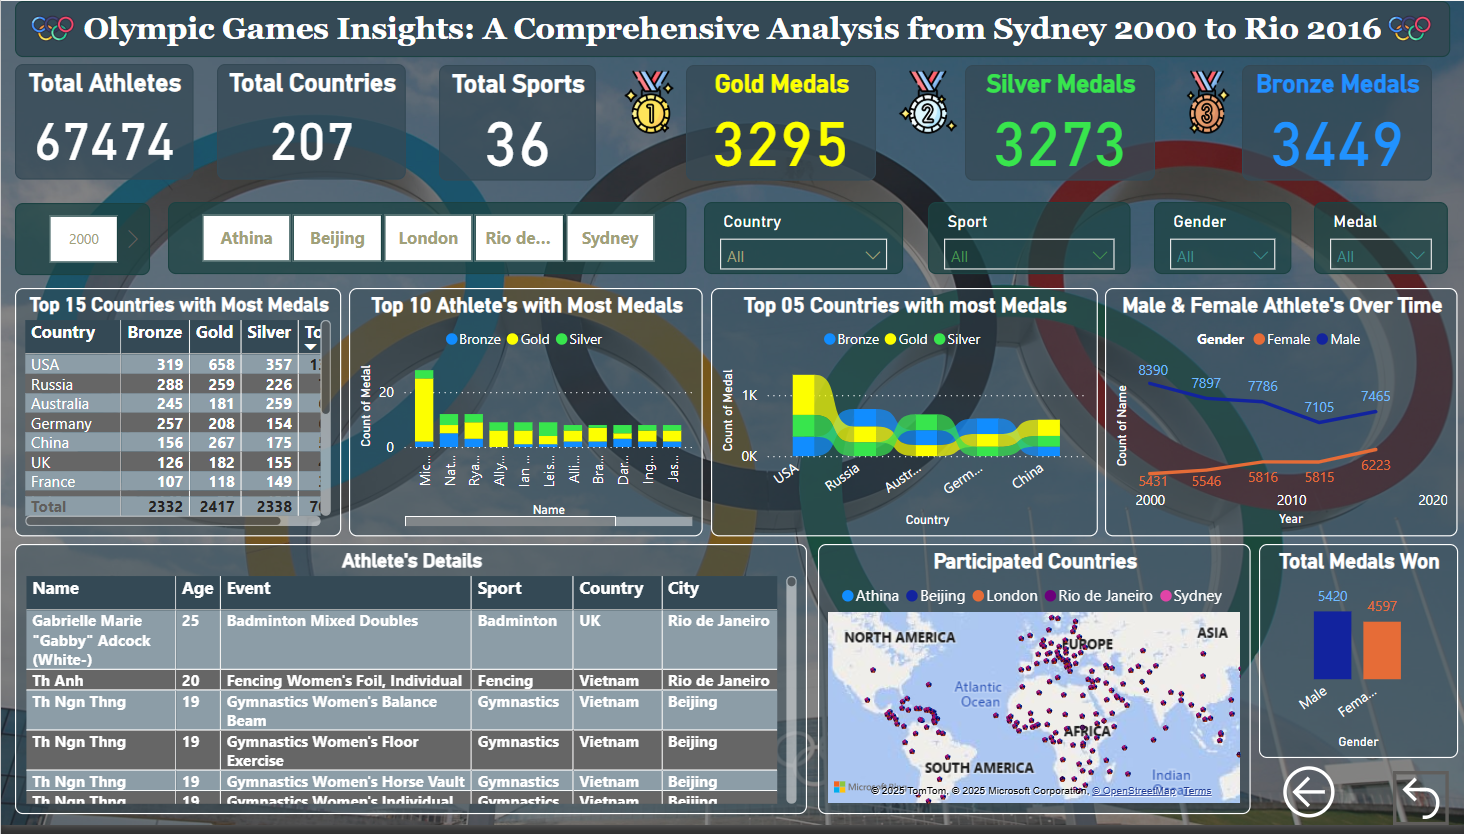 Olympic Games Insights: A Comprehensive Analysis from Sydney 2000 to Rio 2016
Total Athletes
67474
Total Countries
207
Total Sports
36
1
Gold Medals
3295
2
Silver Medals
3273
3
Bronze Medals
3449
2000
Athina
Beijing
London
Rio de...
Sydney
Country
All
Sport
All
Gender
All
Medal
All
Top 15 Countries with Most Medals
Country Bronze Gold Silver To
USA 319 658 357
Russia 288 259 226
Australia 245 181 259
Germany 257 208 154
China 156 267 175
UK 126 182 155
France 107 118 149
Total 2332 2417 2338
Top 10 Athlete's with Most Medals
Bronze Gold Silver
Count of Medal
20
0
Mic...
Nat...
Rya...
Aly...
Ian ...
Leis...
Alli...
Bra...
Dar...
Ing...
Jas...
Name
Top 05 Countries with most Medals
Bronze Gold Silver
Count of Medal
1K
0K
USA
Russia
Austr...
Germ...
China
Country
Male & Female Athlete's Over Time
Gender Female Male
Count of Name
8390
7897
7786
7105
7465
5431
5546
5816
5815
6223
2000
2010
2020
Year
Athlete's Details
Name Age Event Sport Country City
Gabrielle Marie "Gabby" Adcock (White-) 25 Badminton Mixed Doubles Badminton UK Rio de Janeiro
Th Anh 20 Fencing Women's Foil, Individual Fencing Vietnam Rio de Janeiro
Th Ngn Thng 19 Gymnastics Women's Balance Beam Gymnastics Vietnam Beijing
Th Ngn Thng 19 Gymnastics Women's Floor Exercise Gymnastics Vietnam Beijing
Th Ngn Thng 19 Gymnastics Women's Horse Vault Gymnastics Vietnam Beijing
Th Ngn Thng 19 Gymnastics Women's Individual Gymnastics Vietnam Beijing
Participated Countries
Athina Beijing London Rio de Janeiro Sydney
NORTH AMERICA
EUROPE
ASIA
Atlantic
Ocean
AFRICA
SOUTH AMERICA
Indian
© 2025 TomTom, © 2025 Microsoft Corporation, © OpenStreetMap Terms
Total Medals Won
5420
4597
Male
Fema...
Gender